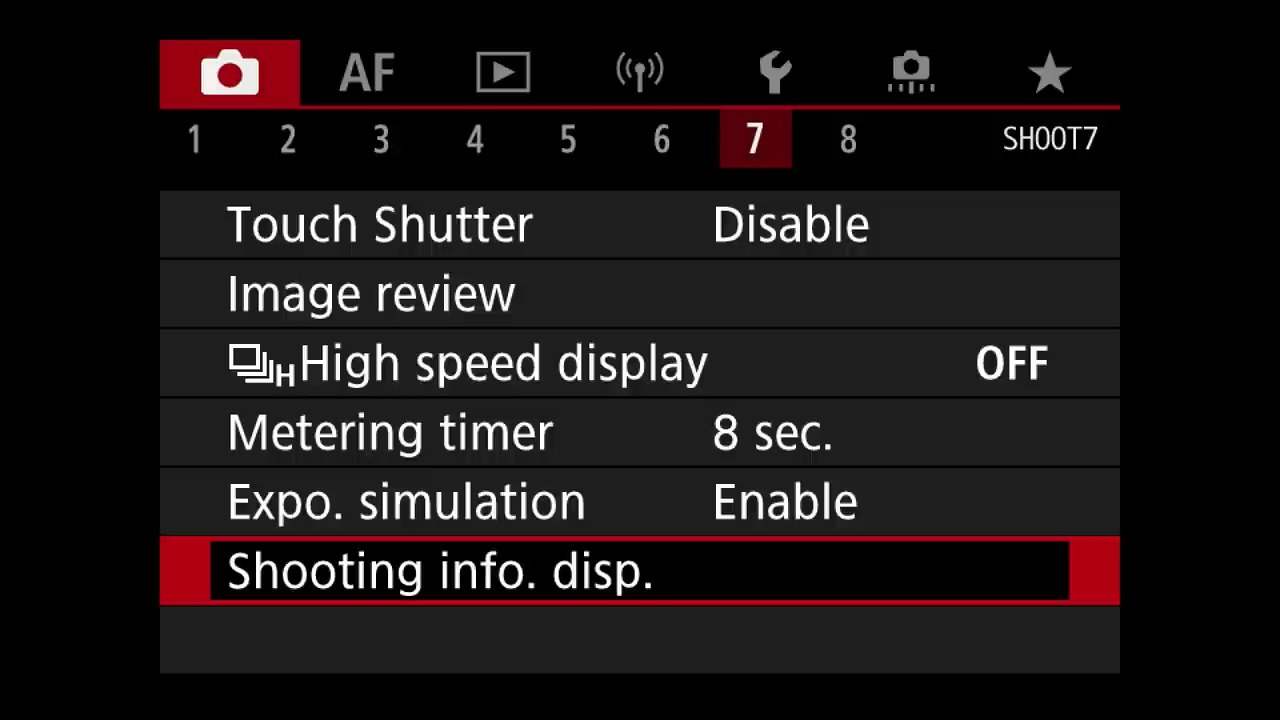 AF
1 2 3 4 5 6 7 8 SHOOT7
Touch Shutter Disable
Image review
H High speed display OFF
Metering timer 8 sec.
Expo. simulation Enable
Shooting info. disp.